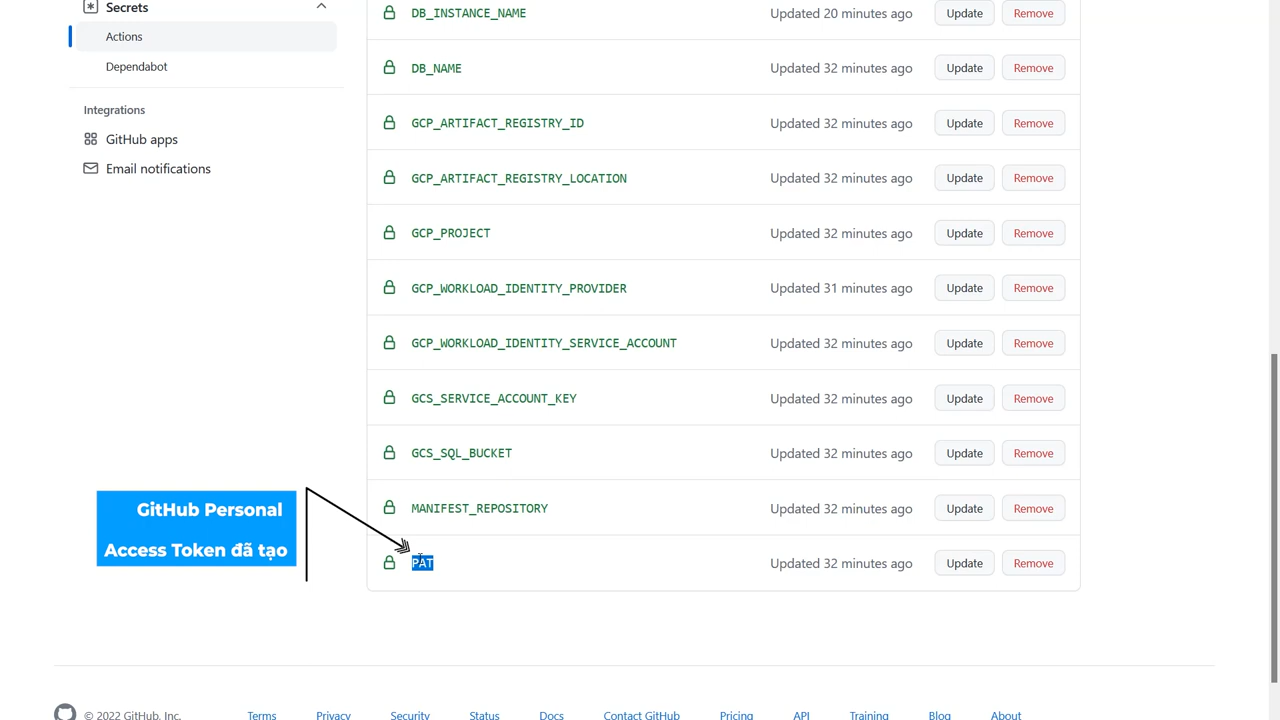 Secrets
Actions
Dependabot
Integrations
GitHub apps
Email notifications
DB_INSTANCE_NAME Updated 20 minutes ago Update Remove
DB_NAME Updated 32 minutes ago Update Remove
GCP_ARTIFACT_REGISTRY_ID Updated 32 minutes ago Update Remove
GCP_ARTIFACT_REGISTRY_LOCATION Updated 32 minutes ago Update Remove
GCP_PROJECT Updated 32 minutes ago Update Remove
GCP_WORKLOAD_IDENTITY_PROVIDER Updated 31 minutes ago Update Remove
GCP_WORKLOAD_IDENTITY_SERVICE_ACCOUNT Updated 32 minutes ago Update Remove
GCS_SERVICE_ACCOUNT_KEY Updated 32 minutes ago Update Remove
GCS_SQL_BUCKET Updated 32 minutes ago Update Remove
MANIFEST_REPOSITORY Updated 32 minutes ago Update Remove
PAT Updated 32 minutes ago Update Remove
GitHub Personal
Access Token đã tạo
© 2022 GitHub, Inc. Terms Privacy Security Status Docs Contact GitHub Pricing API Training Blog About